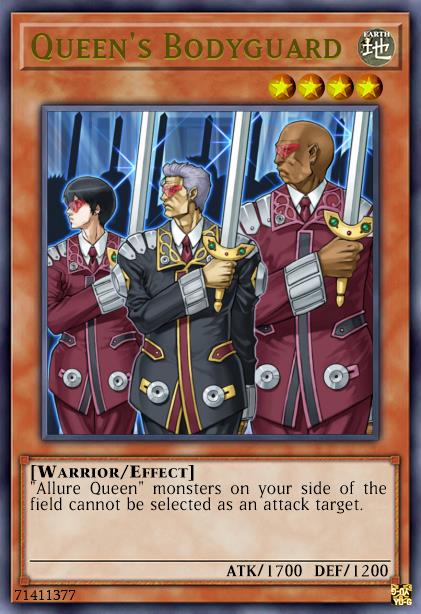 QUEEN'S BODYGUARD
EARTH
地
[WARRIOR/EFFECT]
"Allure Queen" monsters on your side of the
field cannot be selected as an attack target.
ATK/1700 DEF/1200
71411377